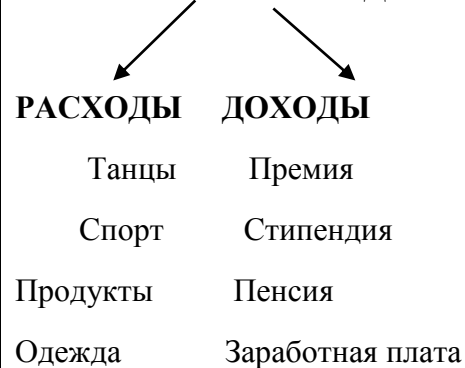 РАСХОДЫ ДОХОДЫ
Танцы Премия
Спорт Стипендия
Продукты Пенсия
Одежда Заработная плата